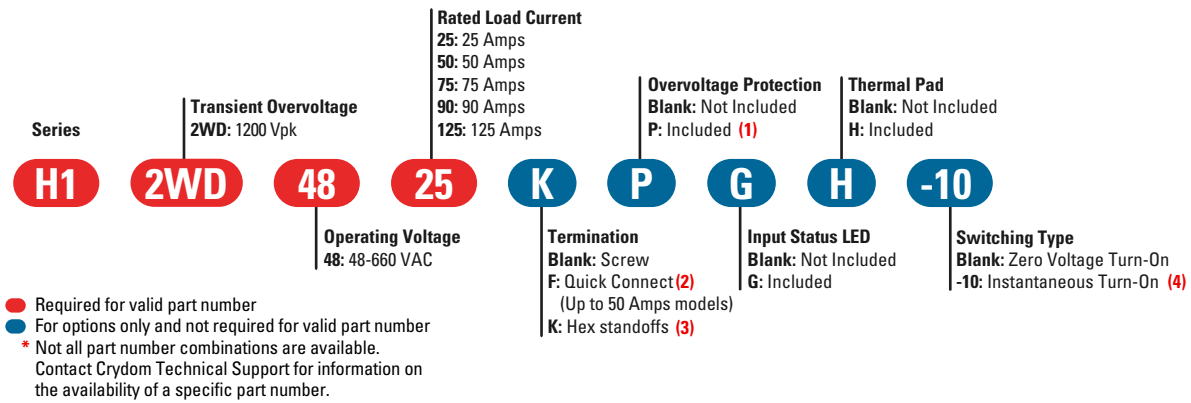 Rated Load Current
25: 25 Amps
50: 50 Amps
75: 75 Amps
90: 90 Amps
125: 125 Amps
Overvoltage Protection
Blank: Not Included
P: Included (1)
Thermal Pad
Blank: Not Included
H: Included
Transient Overvoltage
2WD: 1200 Vpk
Series
H1 2WD 48 25 K P G H -10
Operating Voltage
48: 48-660 VAC
Termination
Blank: Screw
F: Quick Connect (2)
(Up to 50 Amps models)
K: Hex standoffs (3)
Input Status LED
Blank: Not Included
G: Included
Switching Type
Blank: Zero Voltage Turn-On
-10: Instantaneous Turn-On (4)
Required for valid part number
For options only and not required for valid part number
* Not all part number combinations are available.
Contact Crydom Technical Support for information on
the availability of a specific part number.